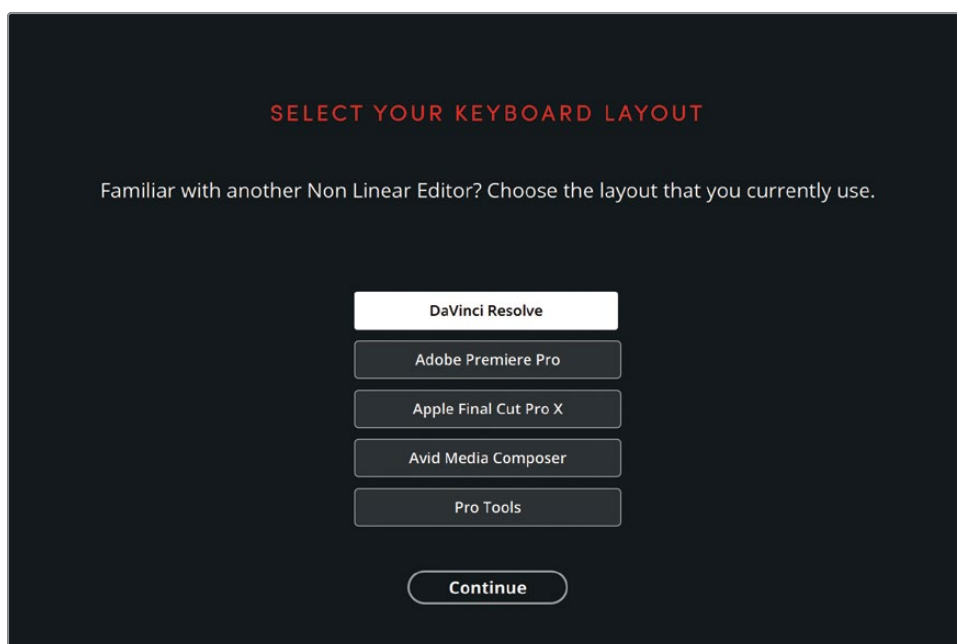 SELECT YOUR KEYBOARD LAYOUT
Familiar with another Non Linear Editor? Choose the layout that you currently use.
DaVinci Resolve
Adobe Premiere Pro
Apple Final Cut Pro X
Avid Media Composer
Pro Tools
Continue